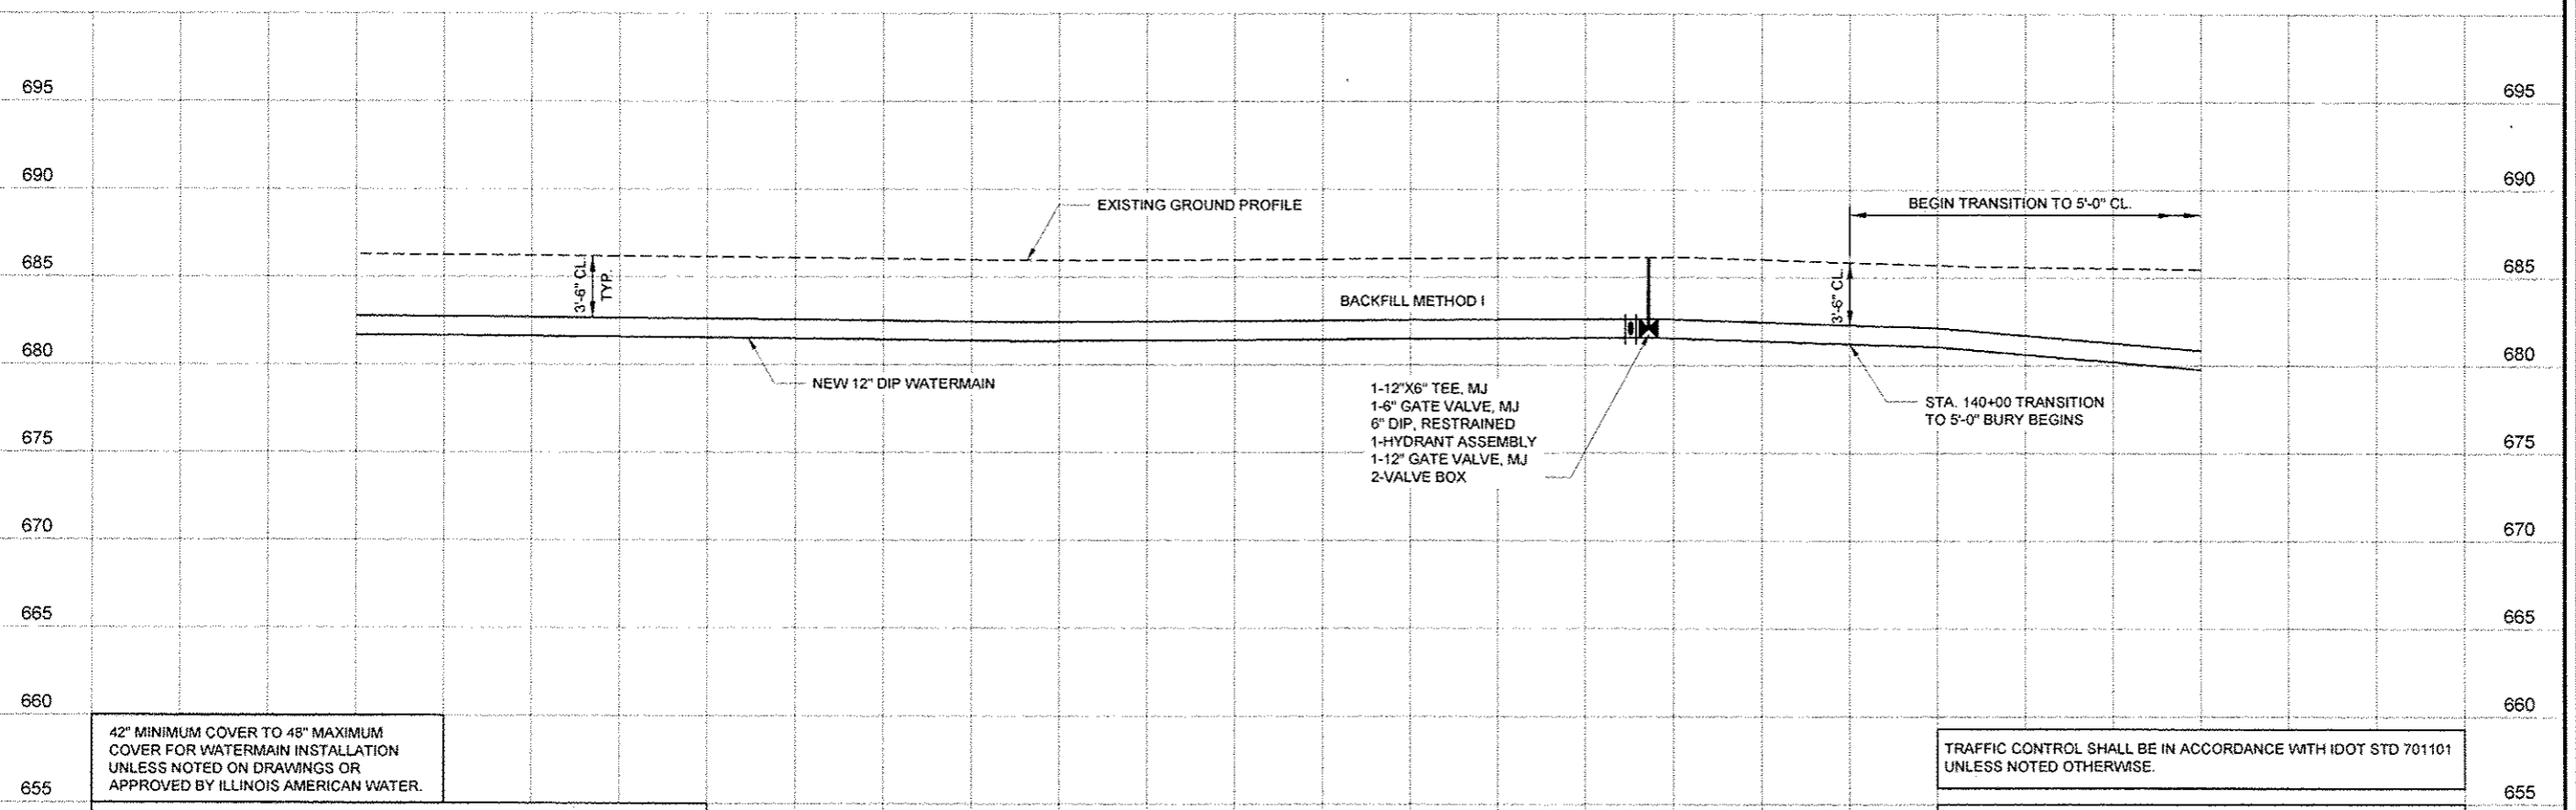 695
695
690
690
EXISTING GROUND PROFILE
BEGIN TRANSITION TO 5'-0" CL.
685
685
3'-6" CL.
TYP.
3'-6" CL.
BACKFILL METHOD I
680
680
NEW 12" DIP WATERMAIN
1-12"X6" TEE, MJ
1-6" GATE VALVE, MJ
6" DIP, RESTRAINED
1-HYDRANT ASSEMBLY
1-12" GATE VALVE, MJ
2-VALVE BOX
STA. 140+00 TRANSITION
TO 5'-0" BURY BEGINS
675
675
670
670
665
665
660
660
42" MINIMUM COVER TO 48" MAXIMUM
COVER FOR WATERMAIN INSTALLATION
UNLESS NOTED ON DRAWINGS OR
APPROVED BY ILLINOIS AMERICAN WATER.
TRAFFIC CONTROL SHALL BE IN ACCORDANCE WITH IDOT STD 701101
UNLESS NOTED OTHERWISE.
655
655